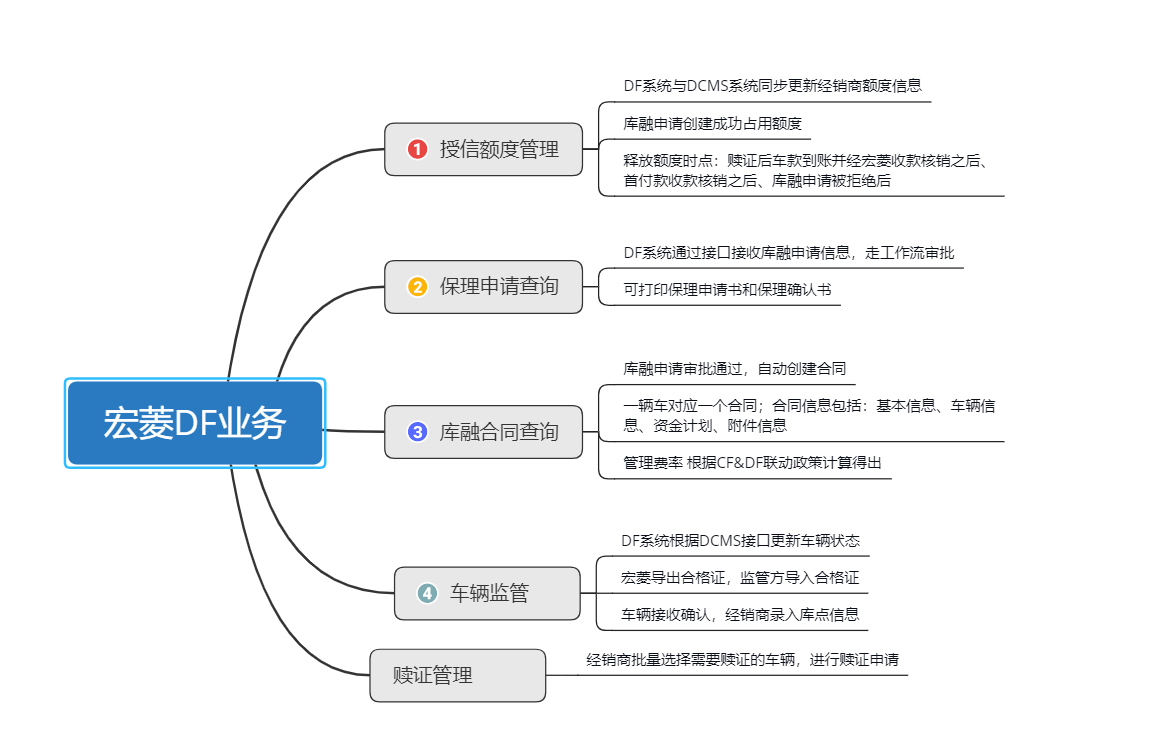 宏菱DF业务
1 授信额度管理
DF系统与DCMS系统同步更新经销商额度信息
库融申请创建成功占用额度
释放额度时点：赎证后车款到账并经宏菱收款核销之后、
首付款收款核销之后、库融申请被拒绝后
2 保理申请查询
DF系统通过接口接收库融申请信息，走工作流审批
可打印保理申请书和保理确认书
3 库融合同查询
库融申请审批通过，自动创建合同
一辆车对应一个合同；合同信息包括：基本信息、车辆信
息、资金计划、附件信息
管理费率 根据CF&DF联动政策计算得出
4 车辆监管
DF系统根据DCMS接口更新车辆状态
宏菱导出合格证，监管方导入合格证
车辆接收确认，经销商录入库点信息
赎证管理
经销商批量选择需要赎证的车辆，进行赎证申请